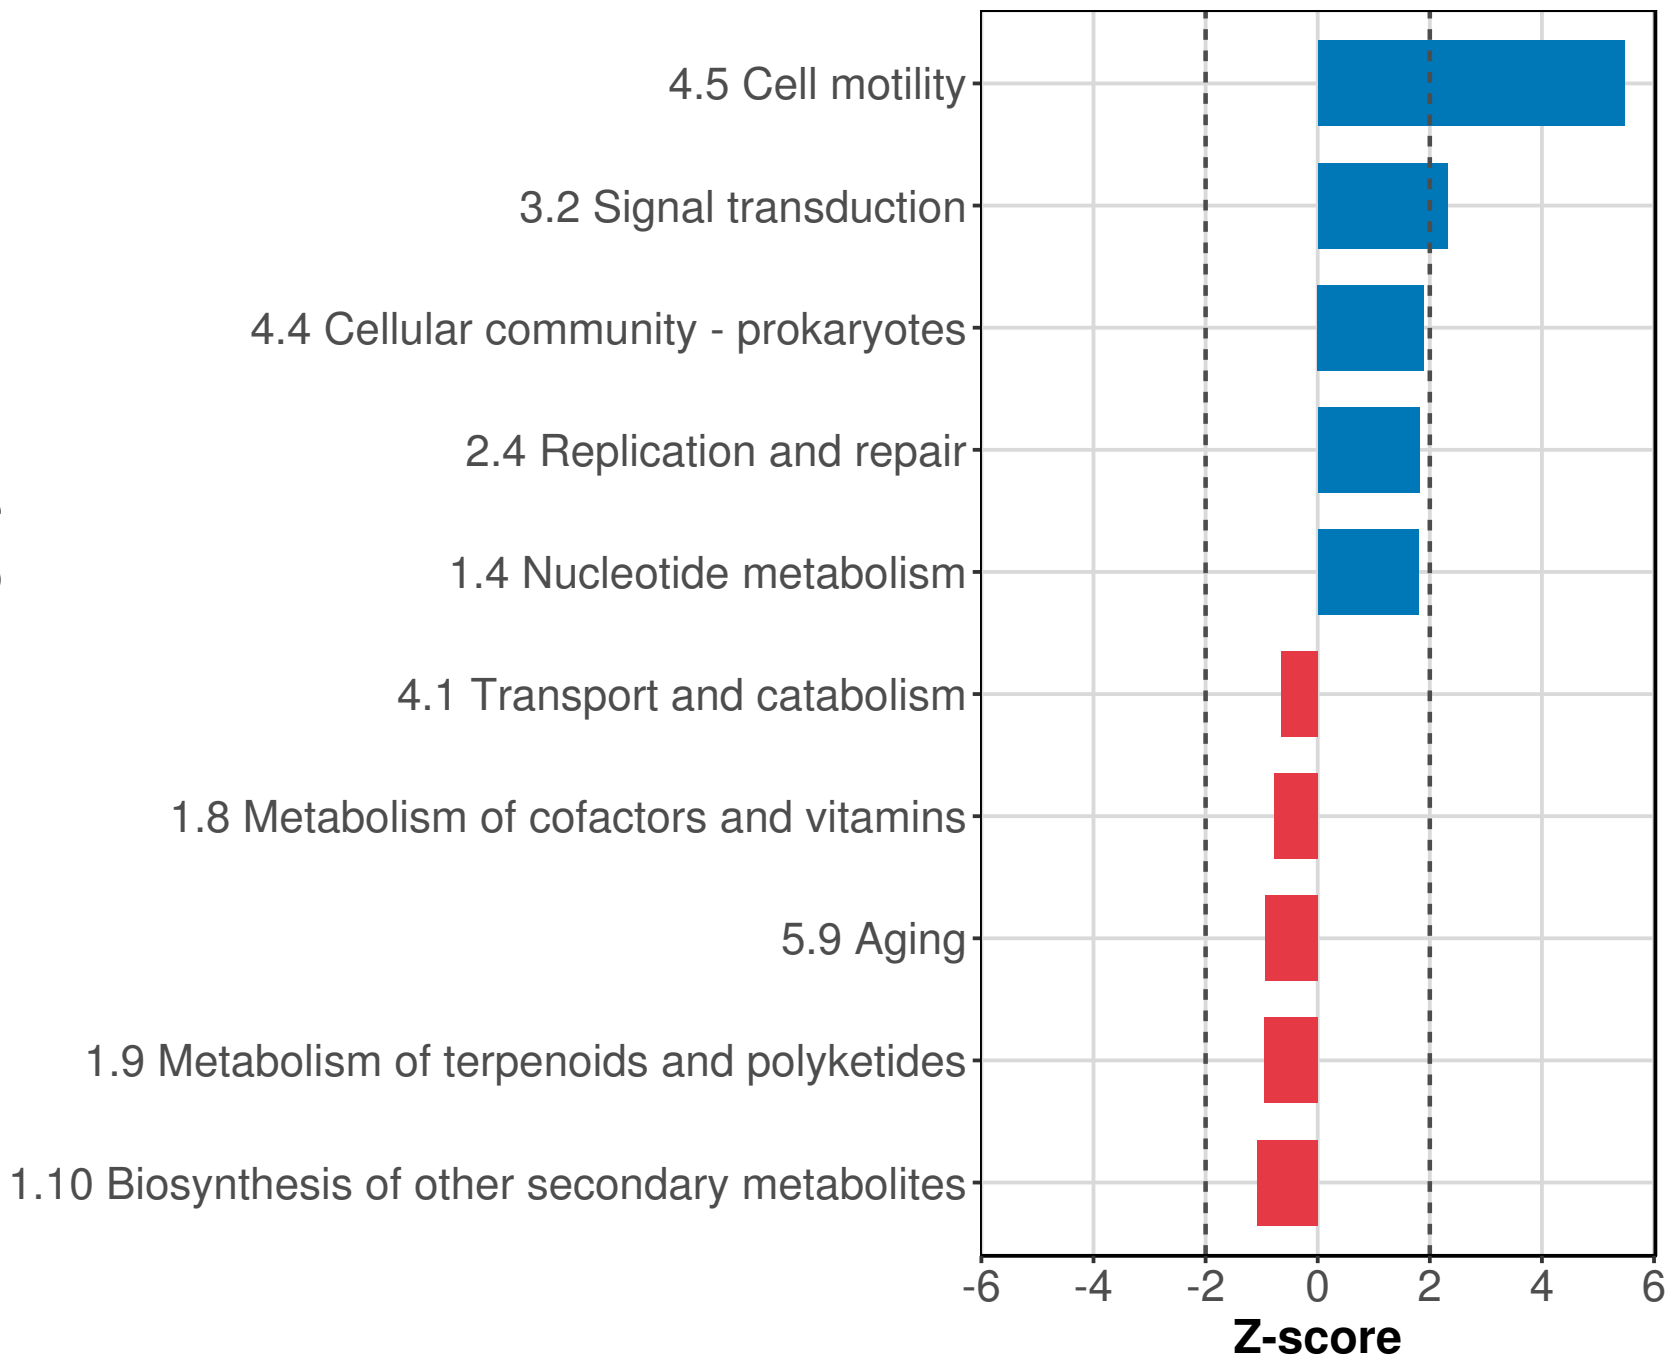 4.5 Cell motility
3.2 Signal transduction
4.4 Cellular community - prokaryotes
2.4 Replication and repair
1.4 Nucleotide metabolism
4.1 Transport and catabolism
1.8 Metabolism of cofactors and vitamins
5.9 Aging
1.9 Metabolism of terpenoids and polyketides
1.10 Biosynthesis of other secondary metabolites
-6 -4 -2 0 2 4 6
Z-score